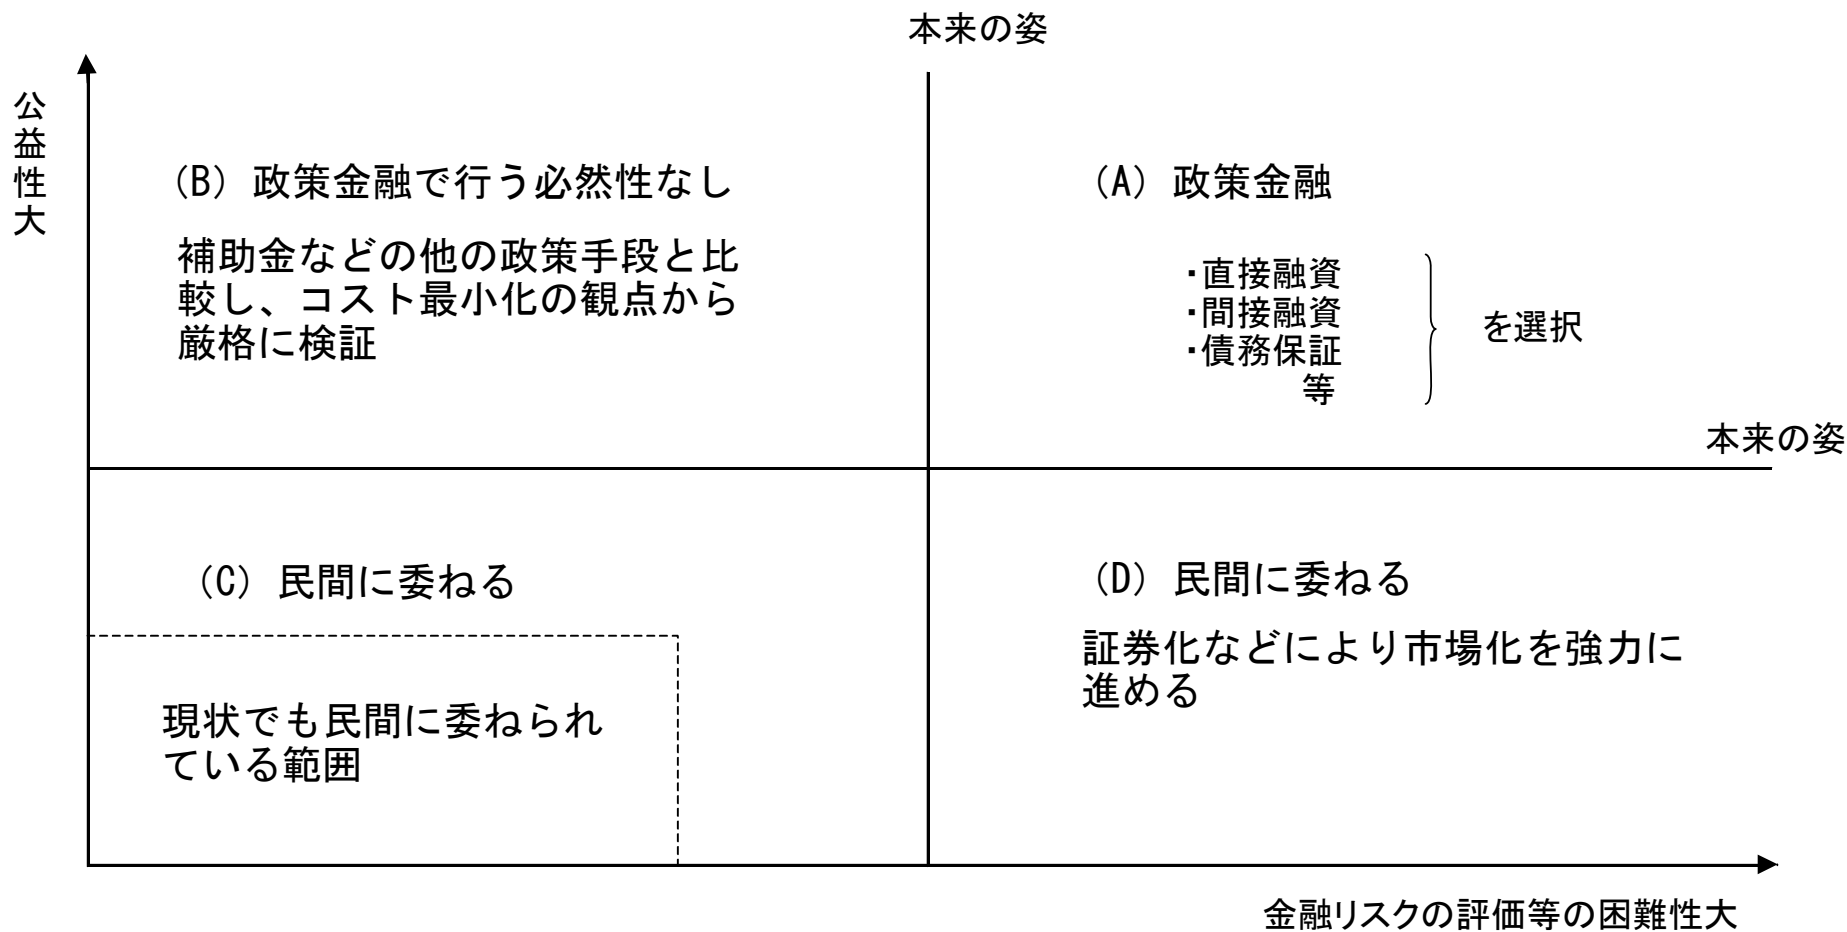 本来の姿
公益性大
(B) 政策金融で行う必然性なし
補助金などの他の政策手段と比
較し、コスト最小化の観点から
厳格に検証
(A) 政策金融
・直接融資
・間接融資
・債務保証
等
を選択
本来の姿
(C) 民間に委ねる
現状でも民間に委ねられ
ている範囲
(D) 民間に委ねる
証券化などにより市場化を強力に
進める
金融リスクの評価等の困難性大